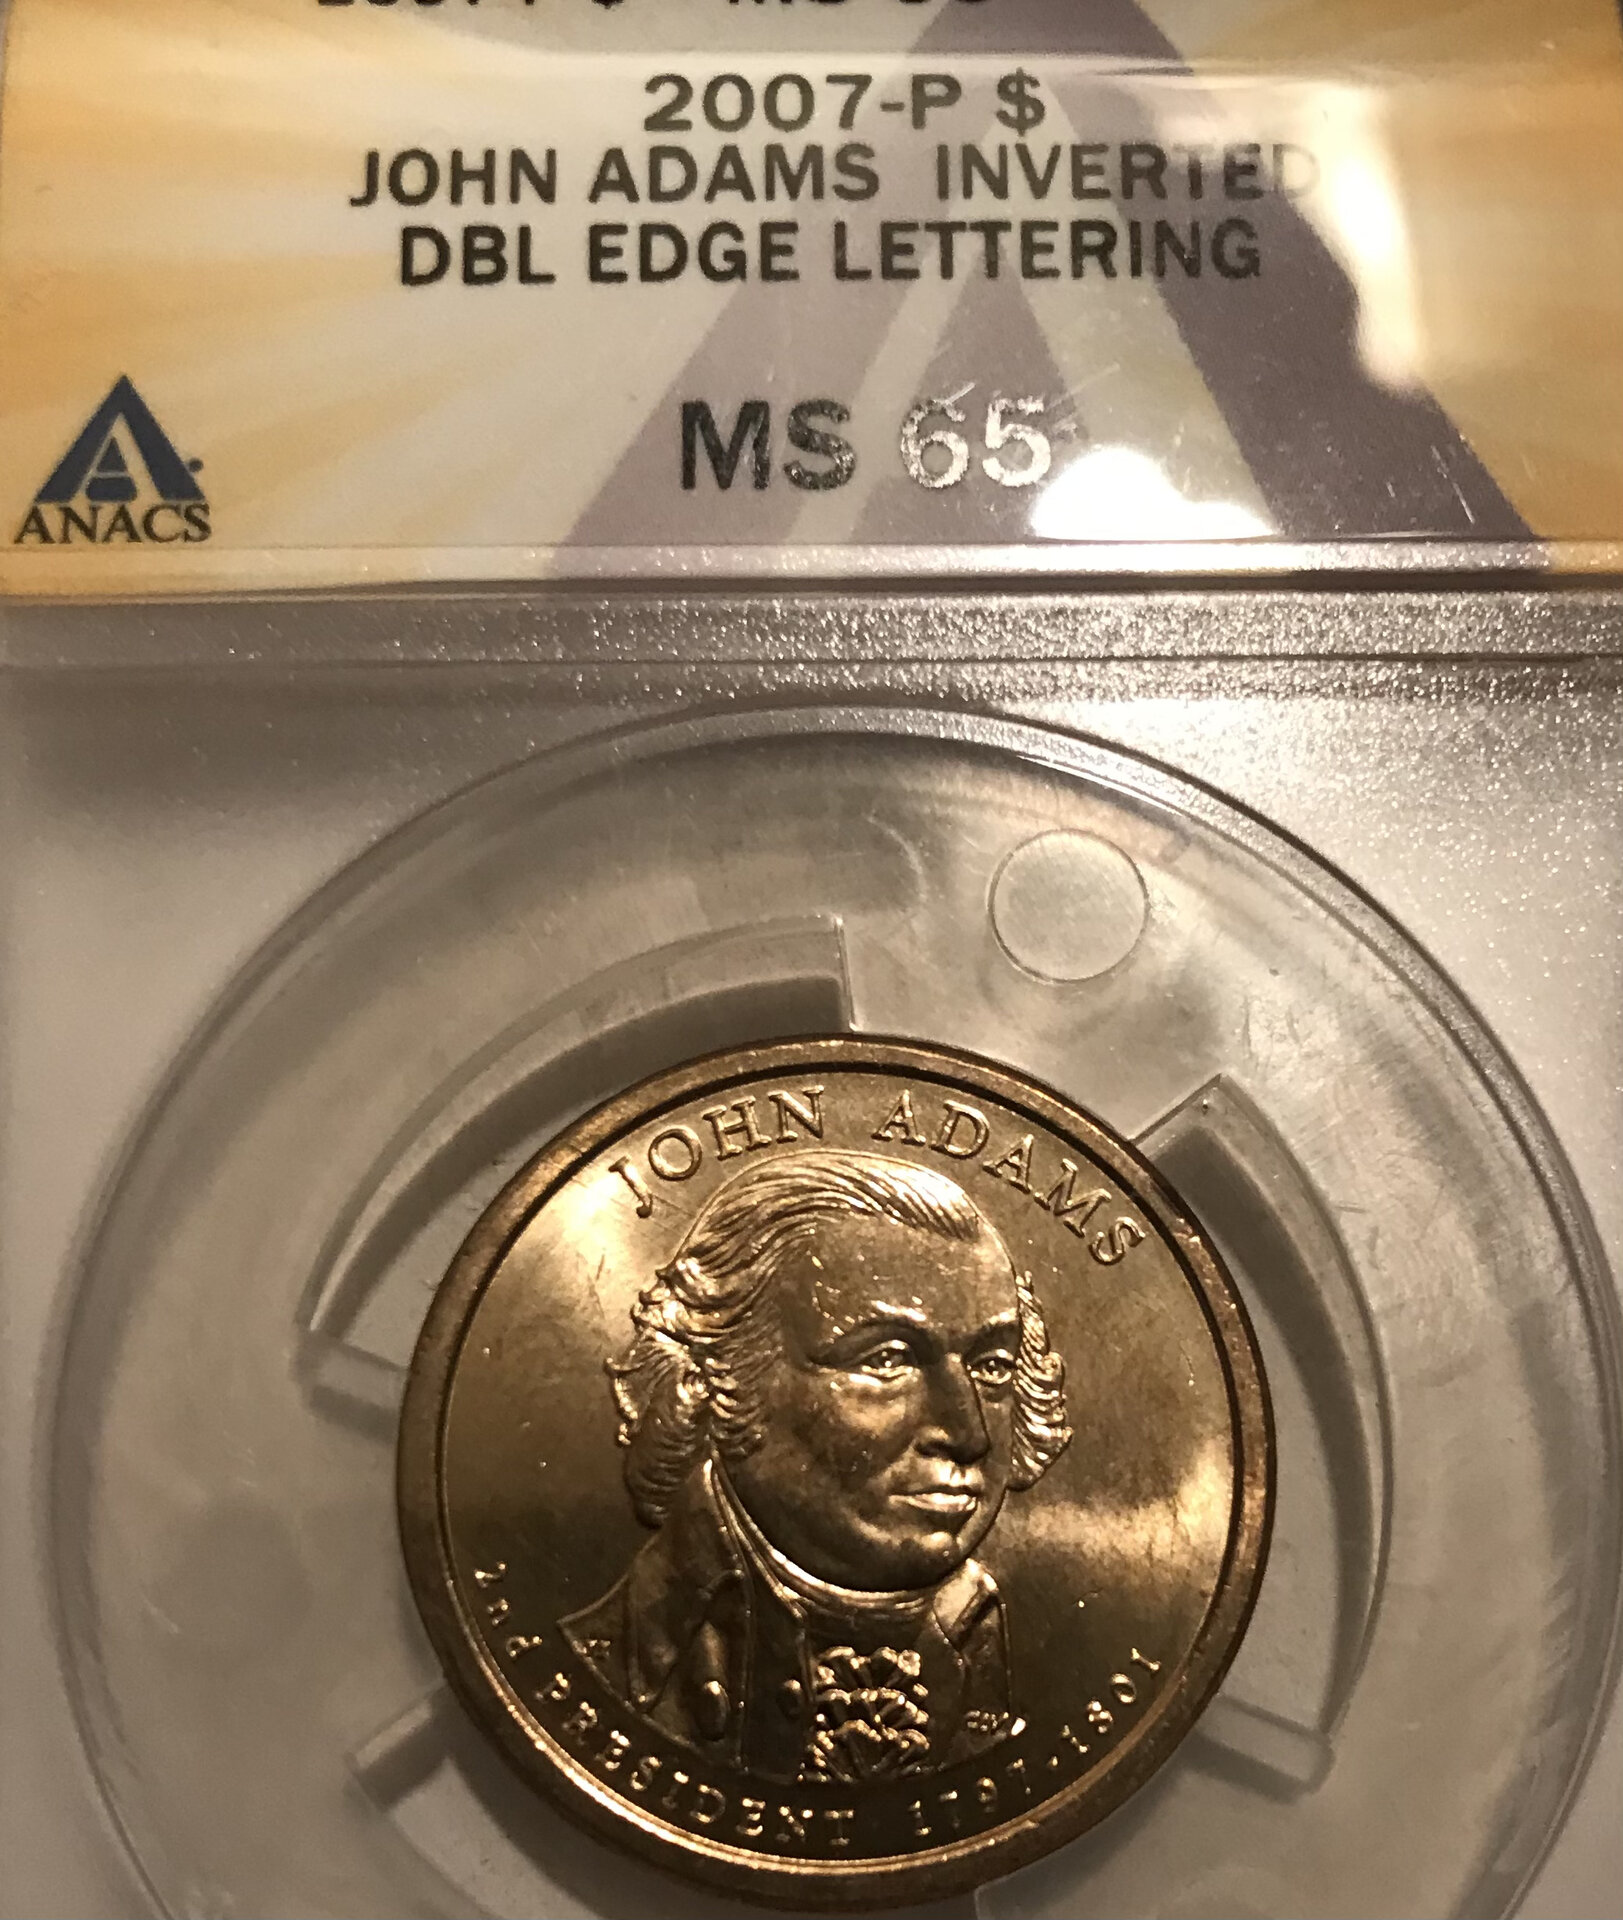 2007-P $
JOHN ADAMS INVERTED
DBL EDGE LETTERING
MS 65
ANACS
JOHN ADAMS
2nd PRESIDENT 1797-1801